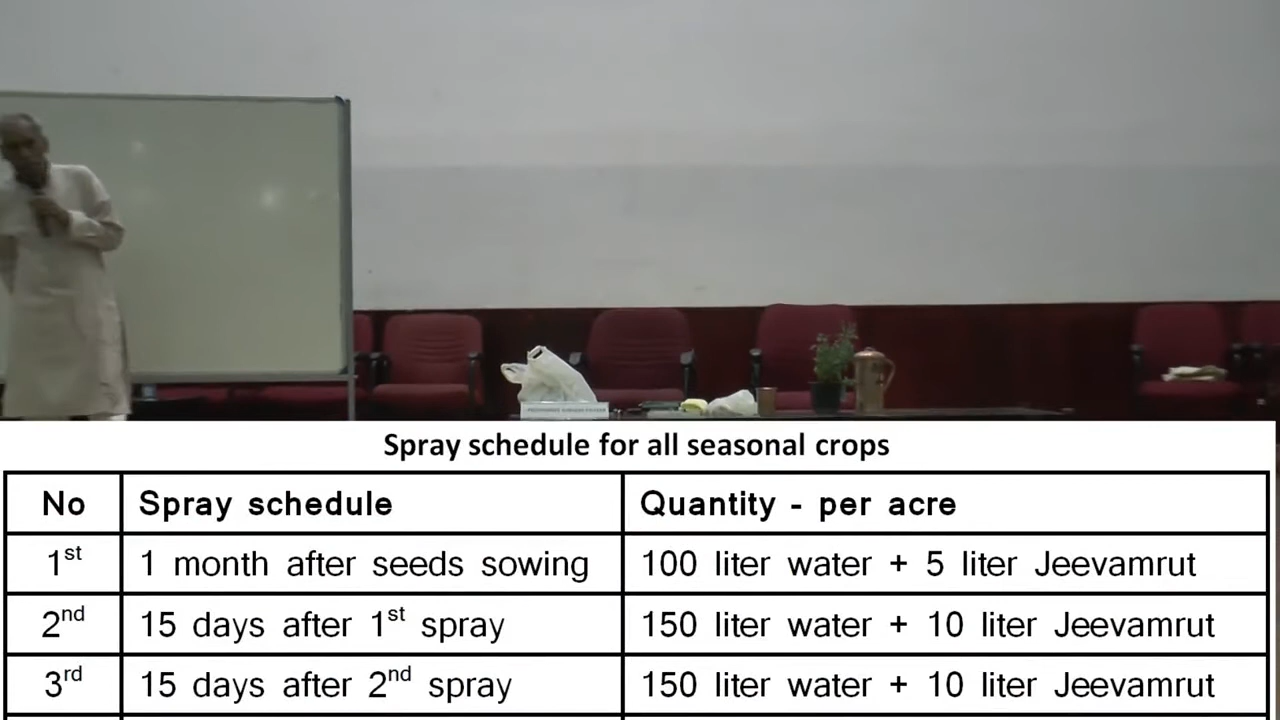 Spray schedule for all seasonal crops
No Spray schedule Quantity - per acre
1st 1 month after seeds sowing 100 liter water + 5 liter Jeevamrut
2nd 15 days after 1st spray 150 liter water + 10 liter Jeevamrut
3rd 15 days after 2nd spray 150 liter water + 10 liter Jeevamrut